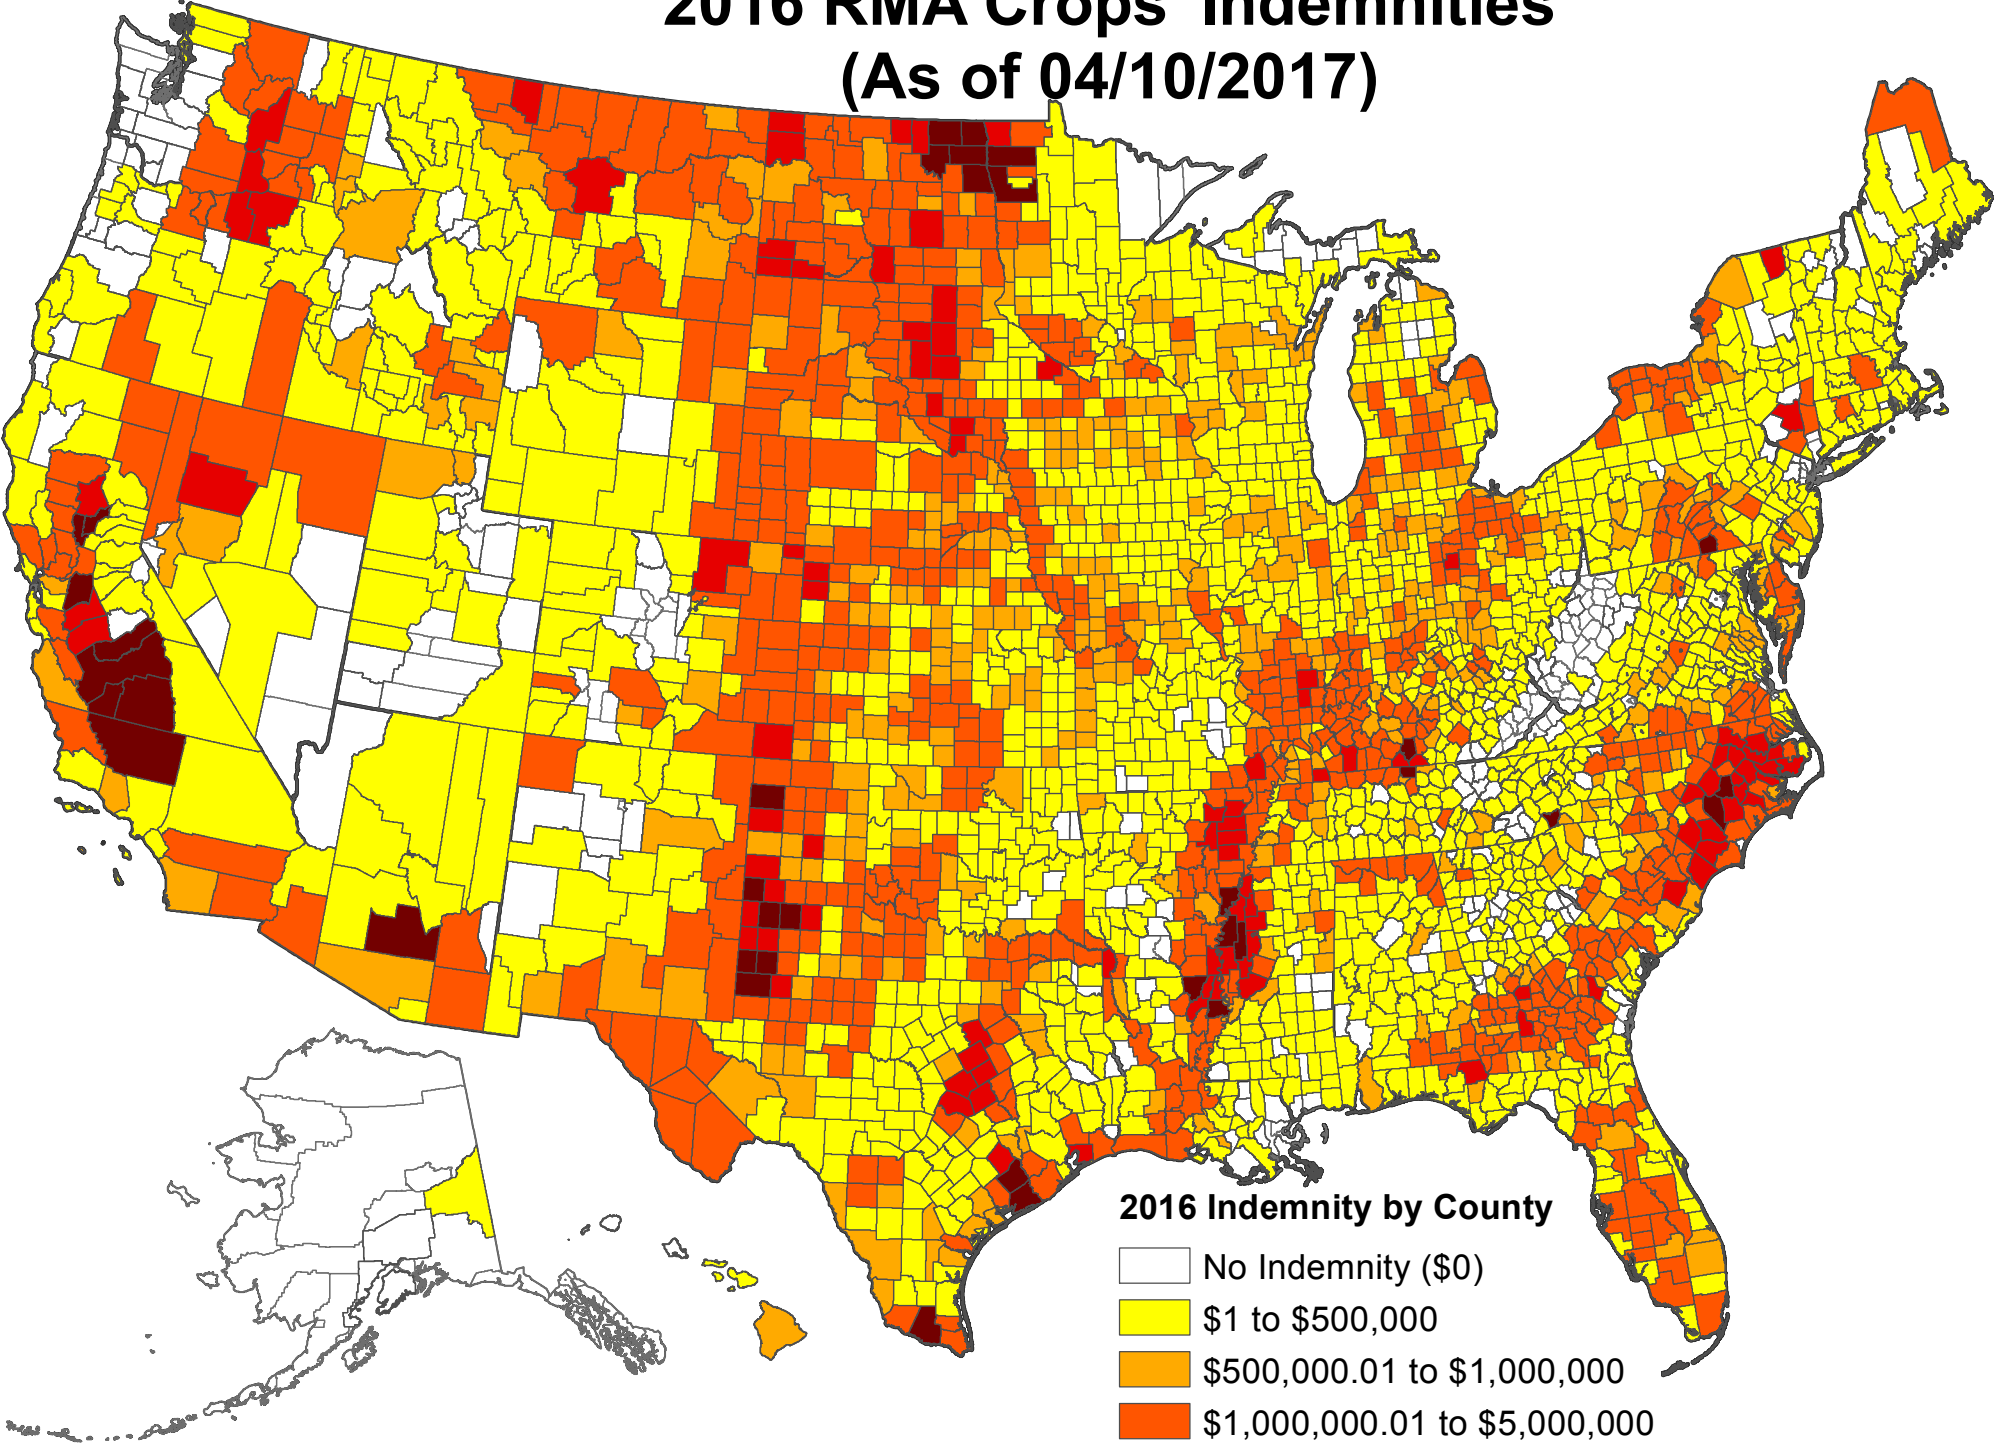 2016 RMA Crops' Indemnities
(As of 04/10/2017)
2016 Indemnity by County
No Indemnity ($0)
$1 to $500,000
$500,000.01 to $1,000,000
$1,000,000.01 to $5,000,000